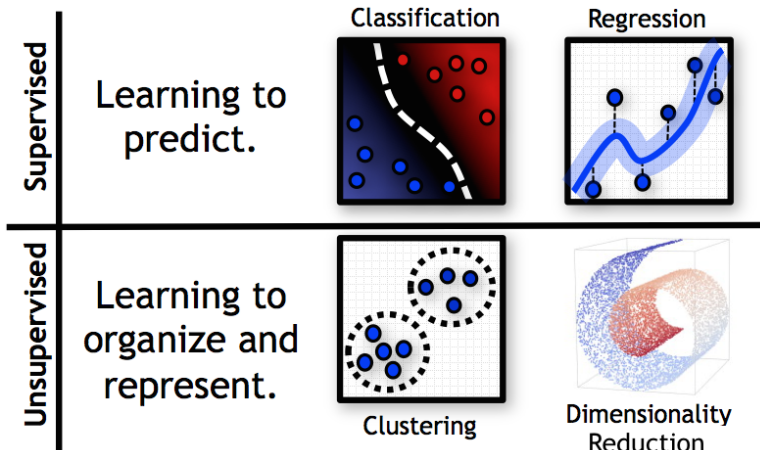 Supervised
Learning to
predict.
Classification
Regression
Unsupervised
Learning to
organize and
represent.
Clustering
Dimensionality
Reduction